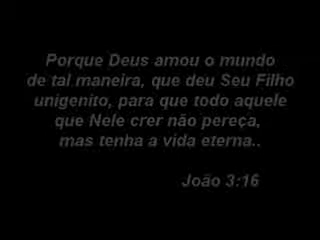 Porque Deus amou o mundo
de tal maneira, que deu Seu Filho
unigenito, para que todo aquele
que Nele crer não pereça,
mas tenha a vida eterna..
João 3:16